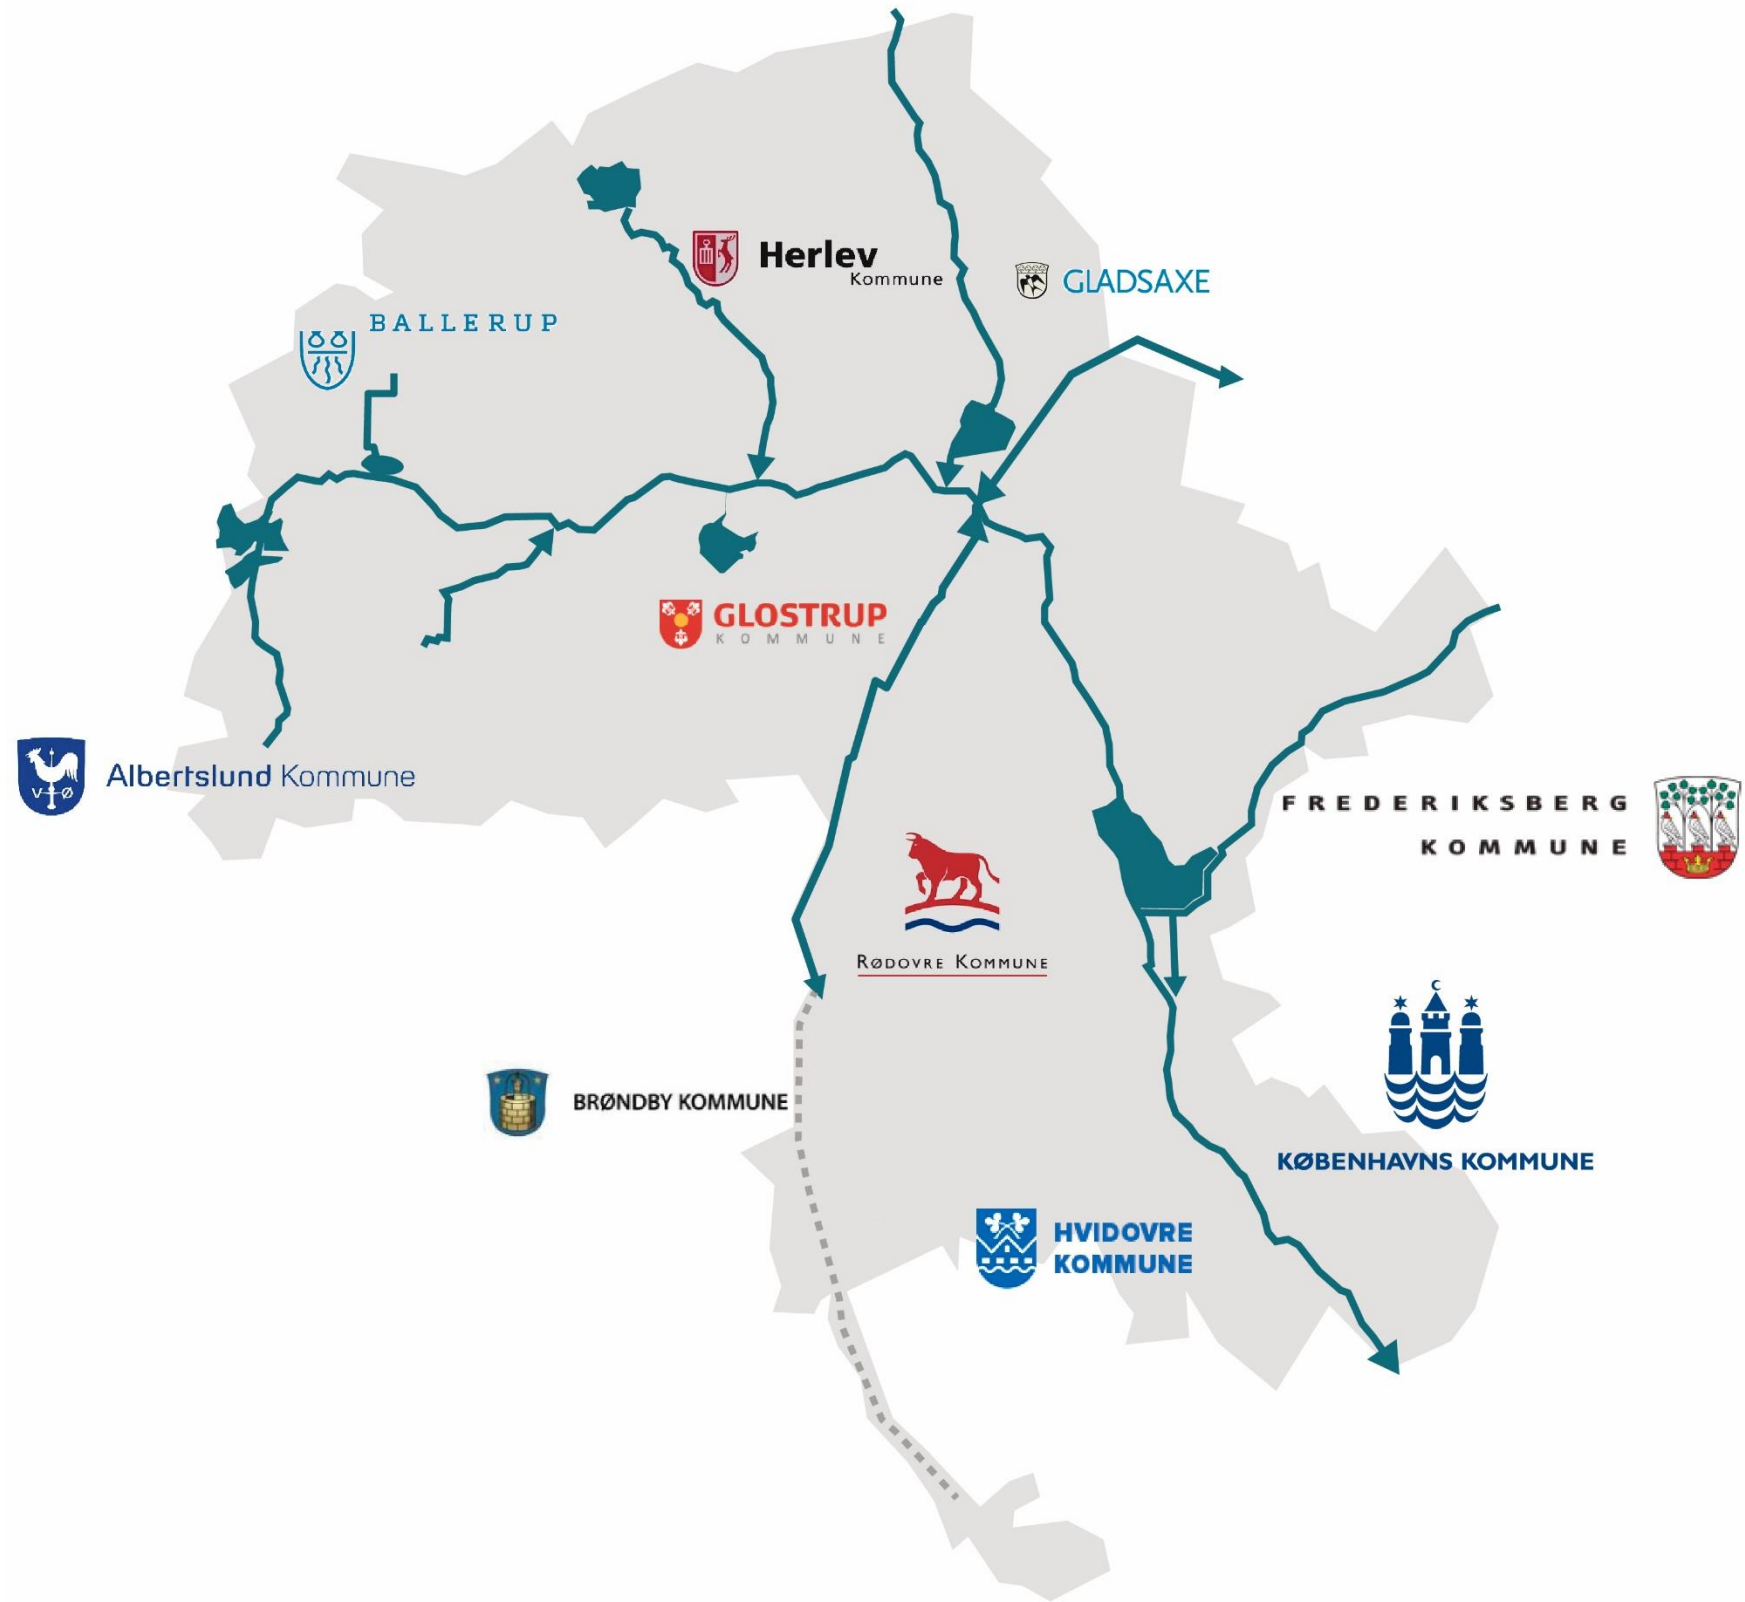 Herlev
Kommune
GLADSAXE
BALLERUP
GLOSTRUP
KOMMUNE
V Ø
Albertslund Kommune
FREDERIKSBERG
KOMMUNE
RØDOVRE KOMMUNE
BRØNDBY KOMMUNE
KØBENHAVNS KOMMUNE
HVIDOVRE
KOMMUNE